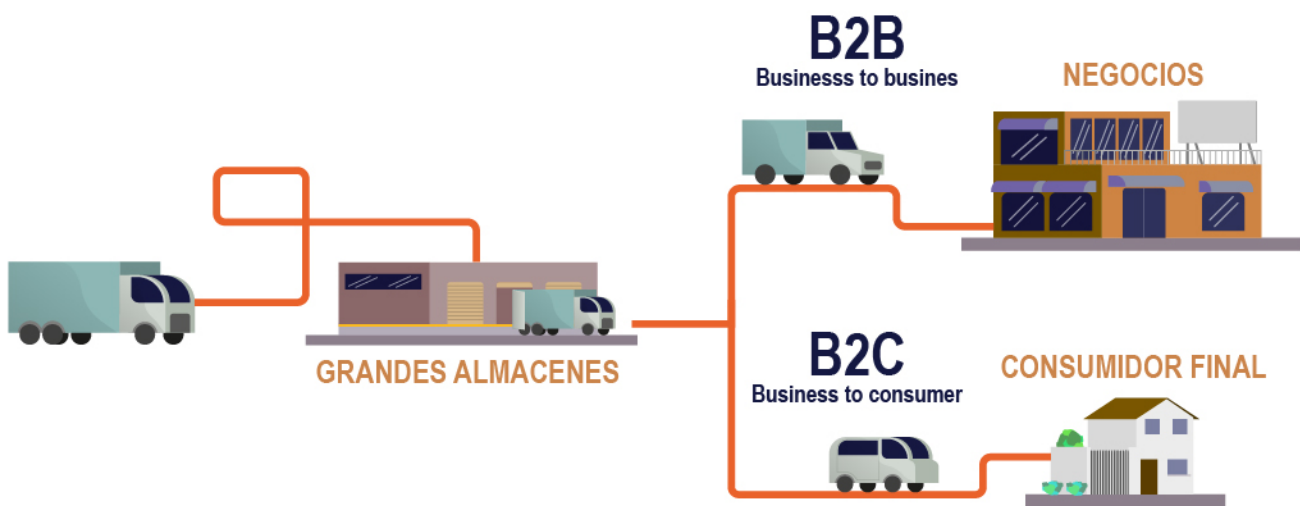 B2B
Businesss to busines
NEGOCIOS
GRANDES ALMACENES
B2C
Business to consumer
CONSUMIDOR FINAL